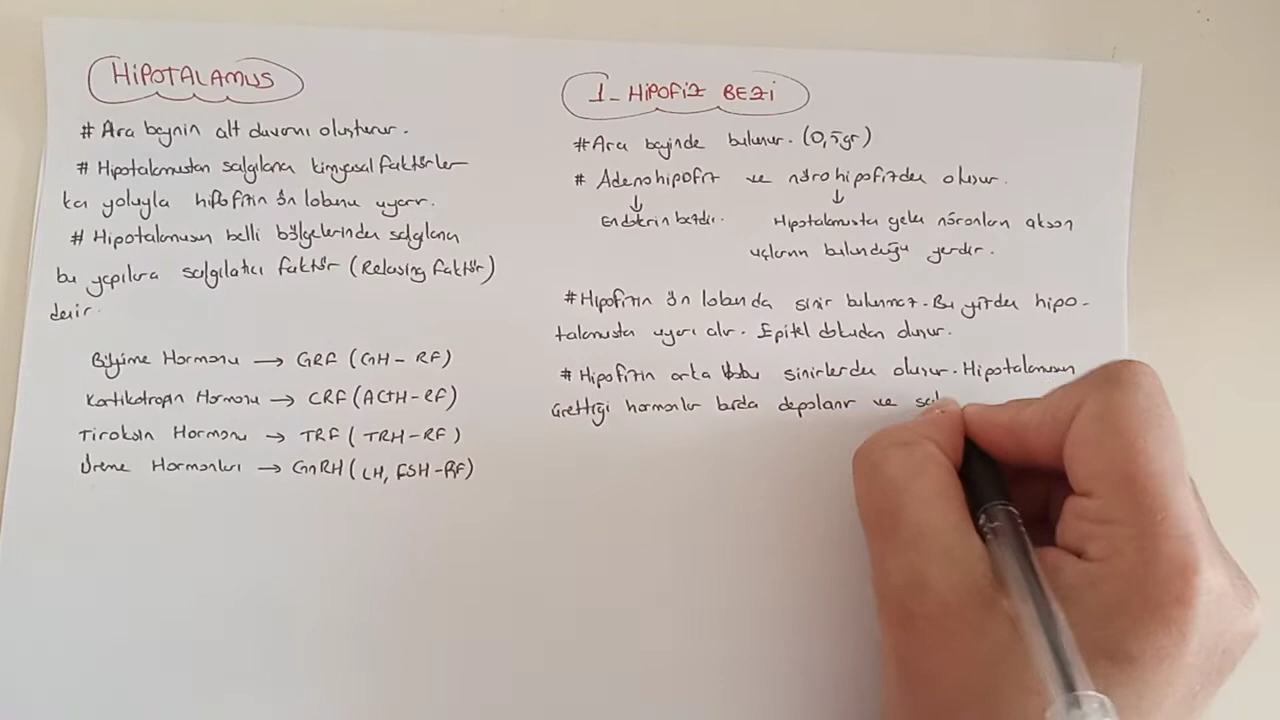 HİPOTALAMUS
# Ara beynin alt duvarını oluşturur.
# Hipotalamustan salgılanan kimyasal faktörler
kan yoluyla hipofizin ön lobunu uyarır.
# Hipotalamusun belli bölgelerinden salgılanan
bu yapılara salgılatıcı faktör (Relasing faktör)
denir.
Büyüme Hormonu → GRF (GH-RF)
Kortikotropin Hormonu → CRF (ACTH-RF)
Tiroksin Hormonu → TRF (TRH-RF)
Üreme Hormonları → GnRH (LH, FSH-RF)
1- HİPOFİZ BEZİ
# Ara beyinde bulunur. (0,5gr)
# Adenohipofiz ve nörohipofizden oluşur.
↓ ↓
Endokrin bezdir. Hipotalamustan gelen nöronların akson
uçlarının bulunduğu yerdir.
# Hipofizin ön lobunda sinir bulunmaz. Bu yüzden hipo-
talamustan uyarı alır. Epitel dokudan oluşur.
# Hipofizin arka lobu sinirlerden oluşur. Hipotalamusun
ürettiği hormonlar burada depolanır ve sal